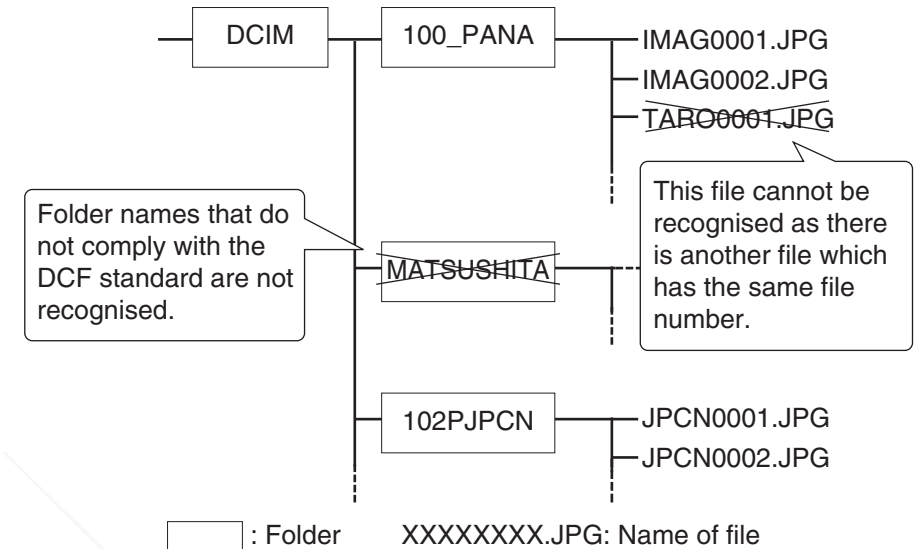 DCIM
100_PANA
IMAG0001.JPG
IMAG0002.JPG
TARO0001.JPG
This file cannot be
recognised as there
is another file which
has the same file
number.
Folder names that do
not comply with the
DCF standard are not
recognised.
MATSUSHITA
102PJPCN
JPCN0001.JPG
JPCN0002.JPG
: Folder
XXXXXXXX.JPG: Name of file